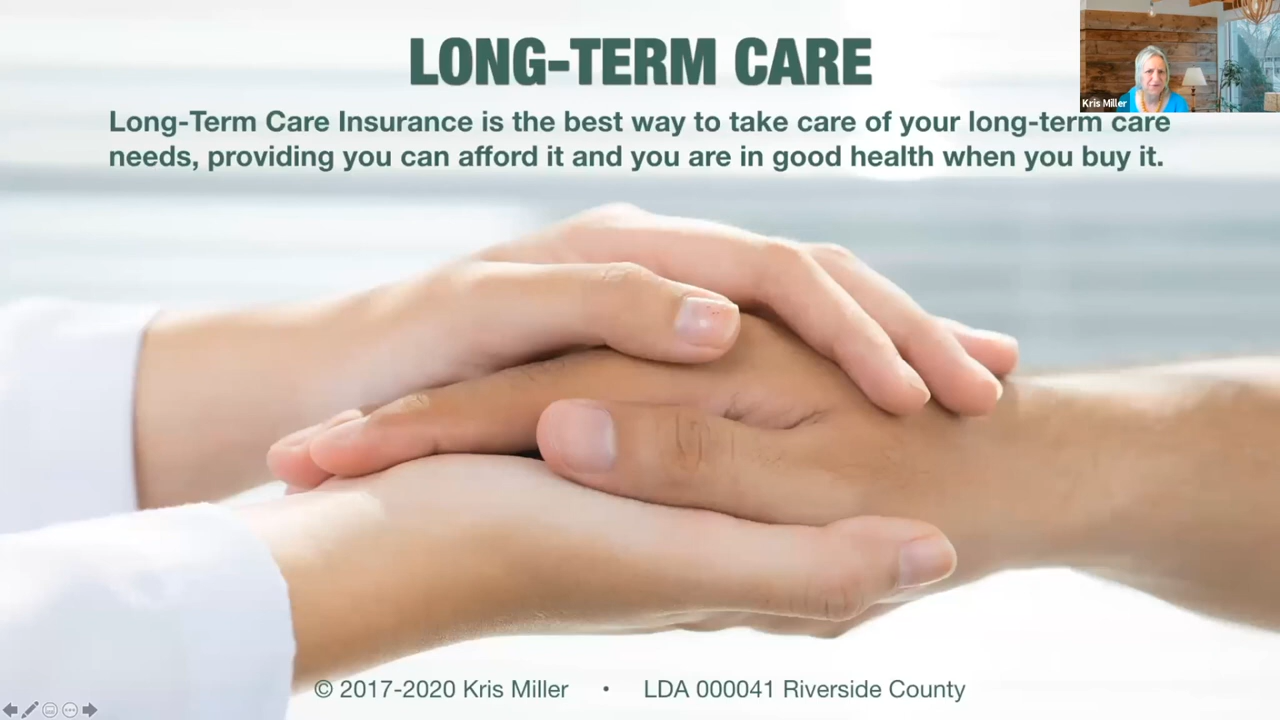 LONG-TERM CARE
Kris Miller
Long-Term Care Insurance is the best way to take care of your long-term care
needs, providing you can afford it and you are in good health when you buy it.
© 2017-2020 Kris Miller • LDA 000041 Riverside County